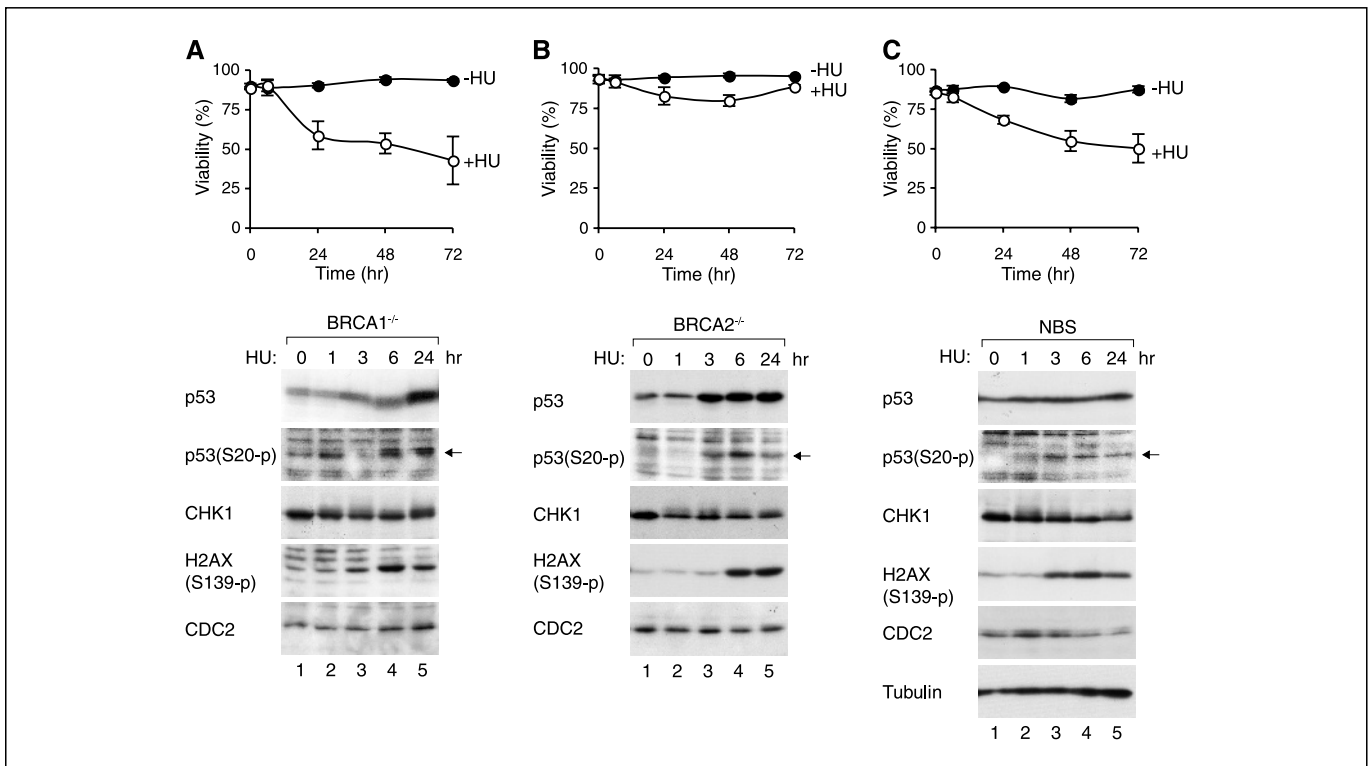 A
100
75
50
25
0
Viability (%)
-HU
+HU
0 24 48 72
Time (hr)
BRCA1-/-
HU: 0 1 3 6 24 hr
p53
p53(S20-p)
CHK1
H2AX
(S139-p)
CDC2
1 2 3 4 5
B
100
75
50
25
0
Viability (%)
-HU
+HU
0 24 48 72
Time (hr)
BRCA2-/-
HU: 0 1 3 6 24 hr
p53
p53(S20-p)
CHK1
H2AX
(S139-p)
CDC2
1 2 3 4 5
C
100
75
50
25
0
Viability (%)
-HU
+HU
0 24 48 72
Time (hr)
NBS
HU: 0 1 3 6 24 hr
p53
p53(S20-p)
CHK1
H2AX
(S139-p)
CDC2
Tubulin
1 2 3 4 5